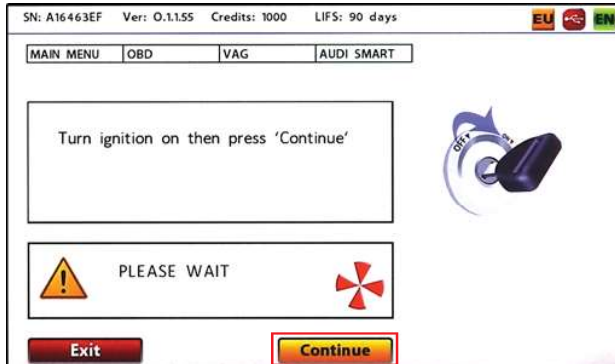 SN: A16463EF Ver: 0.1.1.55 Credits: 1000 LIFS: 90 days EU EN
MAIN MENU OBD VAG AUDI SMART
Turn ignition on then press 'Continue'
OFF ON
PLEASE WAIT
Exit Continue